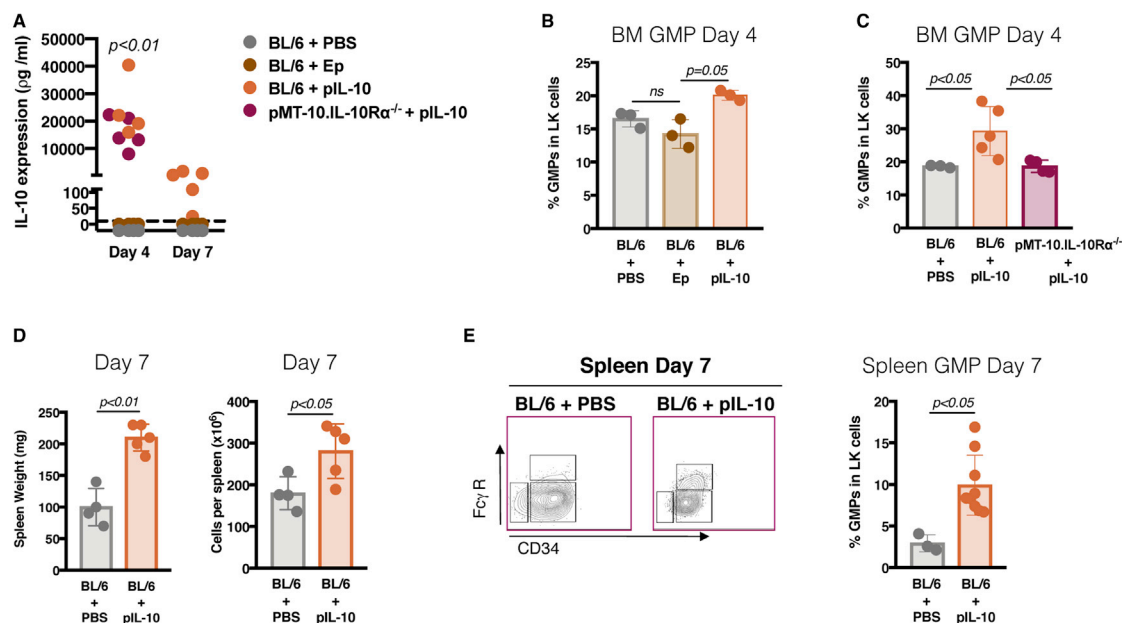 A
IL-10 expression (ρg /ml)
50000
40000
30000
20000
10000
100
50
0
p<0.01
Day 4
Day 7
BL/6 + PBS
BL/6 + Ep
BL/6 + pIL-10
pMT-10.IL-10Rα-/- + pIL-10
B
BM GMP Day 4
% GMPs in LK cells
25
20
15
10
5
0
ns
p=0.05
BL/6 + PBS
BL/6 + Ep
BL/6 + pIL-10
C
BM GMP Day 4
% GMPs in LK cells
50
40
30
20
10
0
p<0.05
p<0.05
BL/6 + PBS
BL/6 + pIL-10
pMT-10.IL-10Rα-/- + pIL-10
D
Day 7
Spleen Weight (mg)
250
200
150
100
50
0
p<0.01
BL/6 + PBS
BL/6 + pIL-10
Day 7
Cells per spleen (x10⁶)
400
300
200
100
0
p<0.05
BL/6 + PBS
BL/6 + pIL-10
E
Spleen Day 7
BL/6 + PBS
BL/6 + pIL-10
Fcγ R
CD34
Spleen GMP Day 7
% GMPs in LK cells
20
15
10
5
0
p<0.05
BL/6 + PBS
BL/6 + pIL-10